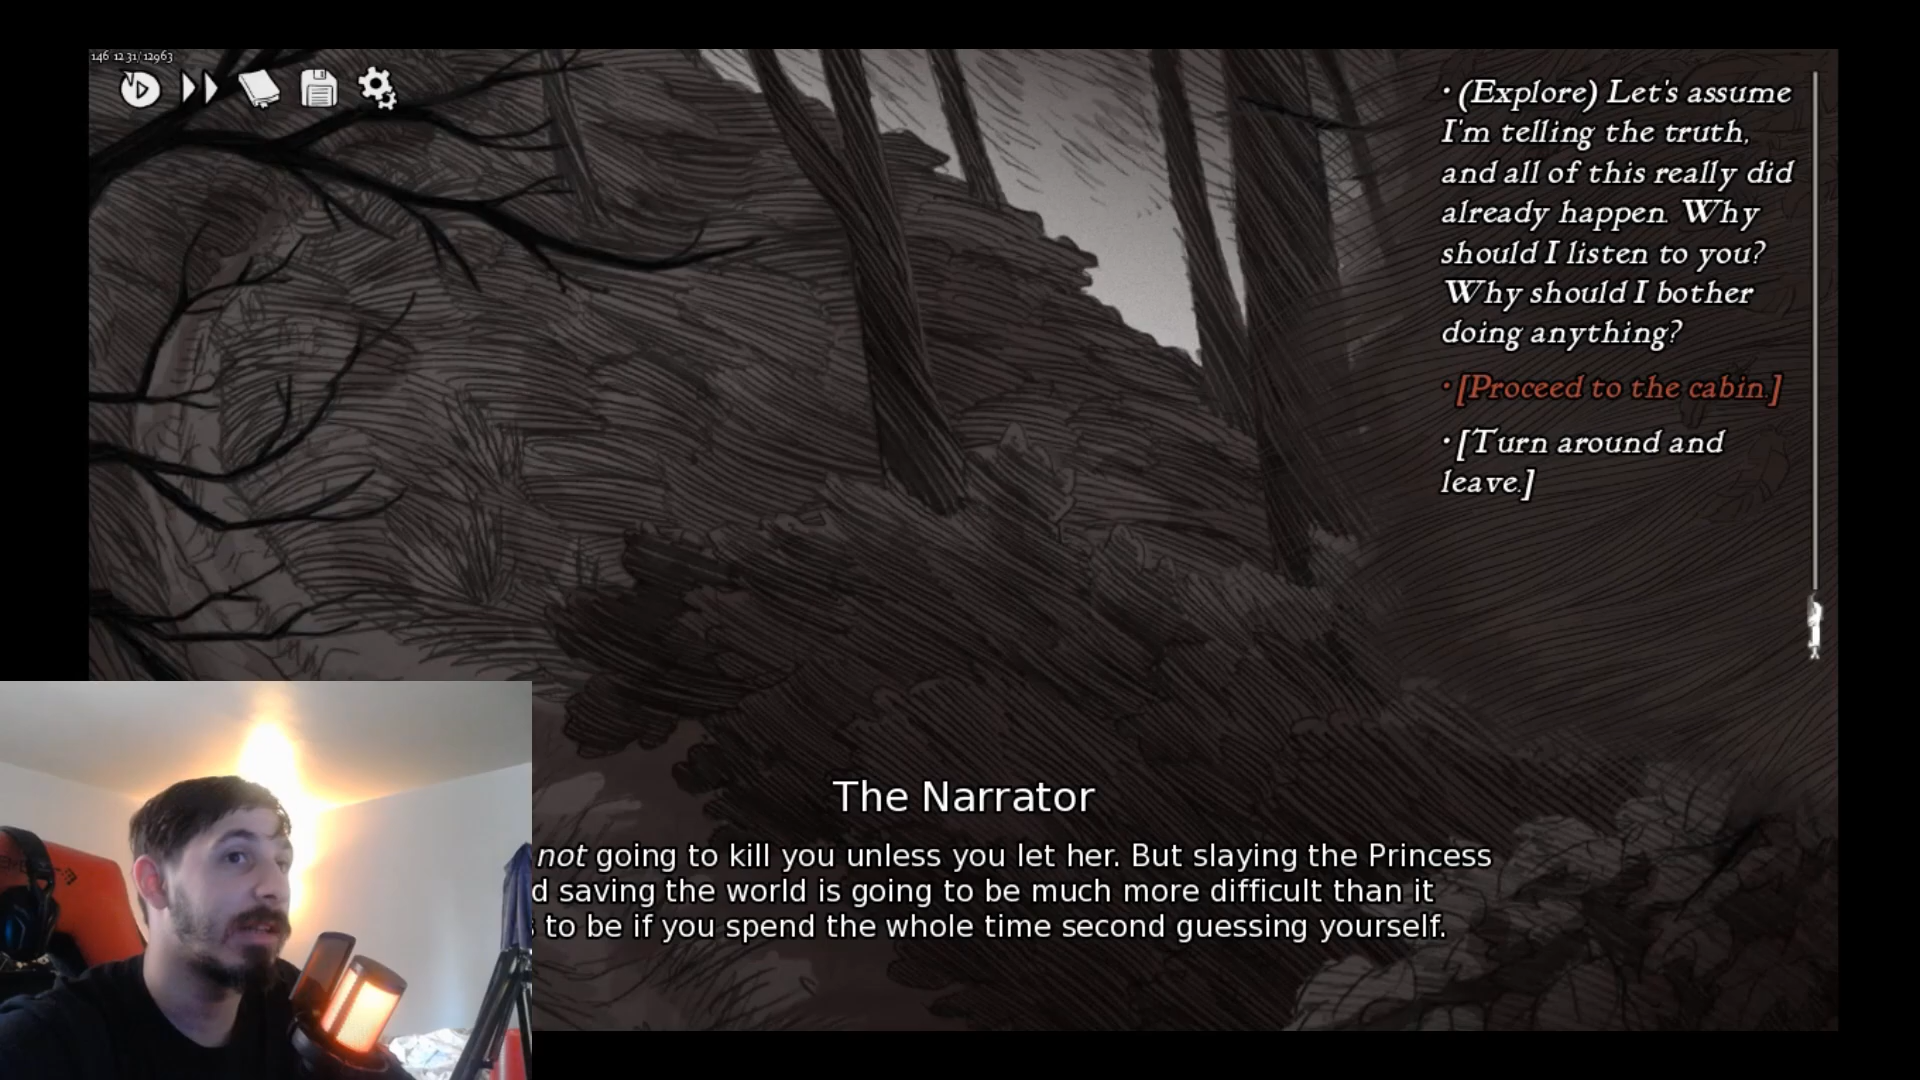 146 1231/12963
· (Explore) Let's assume
I'm telling the truth,
and all of this really did
already happen. Why
should I listen to you?
Why should I bother
doing anything?
· [Proceed to the cabin.]
· [Turn around and
leave.]
The Narrator
not going to kill you unless you let her. But slaying the Princess
d saving the world is going to be much more difficult than it
to be if you spend the whole time second guessing yourself.